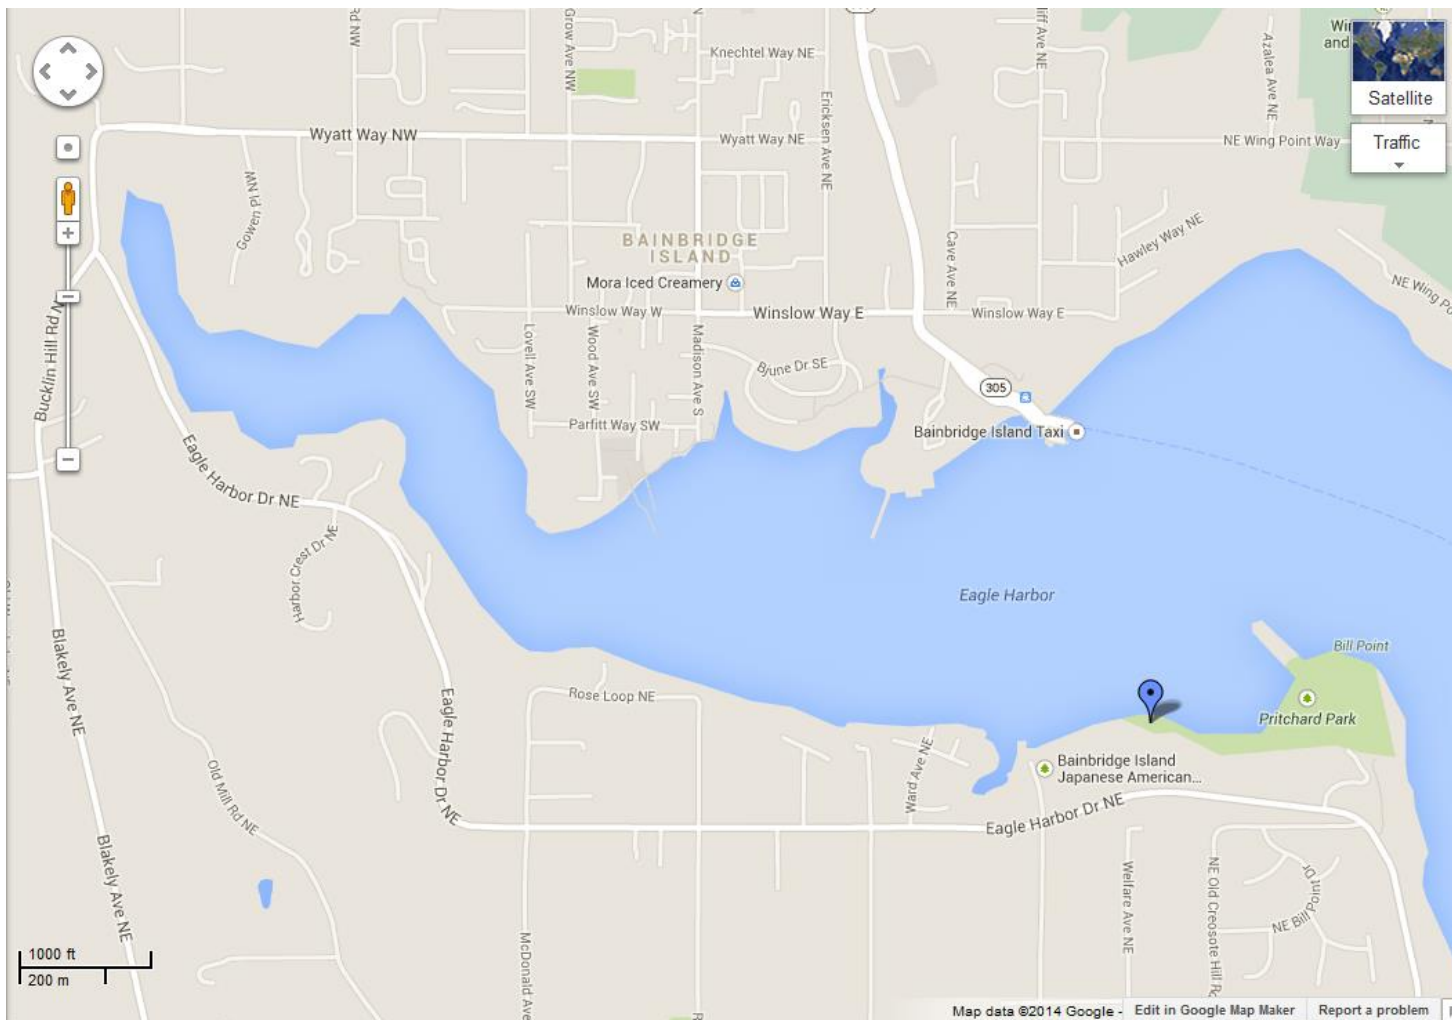 Rd NW
Grow Ave NW
Knechtel Way NE
Azalea Ave NE
Satellite
Wyatt Way NW
Wyatt Way NE
Ericksen Ave NE
NE Wing Point Way
Traffic
Gowen Pl NW
BAINBRIDGE
ISLAND
Cave Ave NE
Hawley Way NE
Mora Iced Creamery
Winslow Way W
Winslow Way E
Winslow Way E
Bucklin Hill Rd N
Lovell Ave SW
Wood Ave SW
Madison Ave S
Brune Dr SE
305
Parfitt Way SW
Bainbridge Island Taxi
Eagle Harbor Dr NE
Harbor Crest Dr NE
Eagle Harbor
Bill Point
Blakely Ave NE
Eagle Harbor Dr NE
Rose Loop NE
Pritchard Park
Ward Ave NE
Bainbridge Island
Japanese American...
Old Mill Rd NE
Eagle Harbor Dr NE
Blakely Ave NE
Welfare Ave NE
NE Old Creosote Hill Rd
NE Bill Point Dr
McDonald Ave
1000 ft
200 m
Map data ©2014 Google -
Edit in Google Map Maker
Report a problem